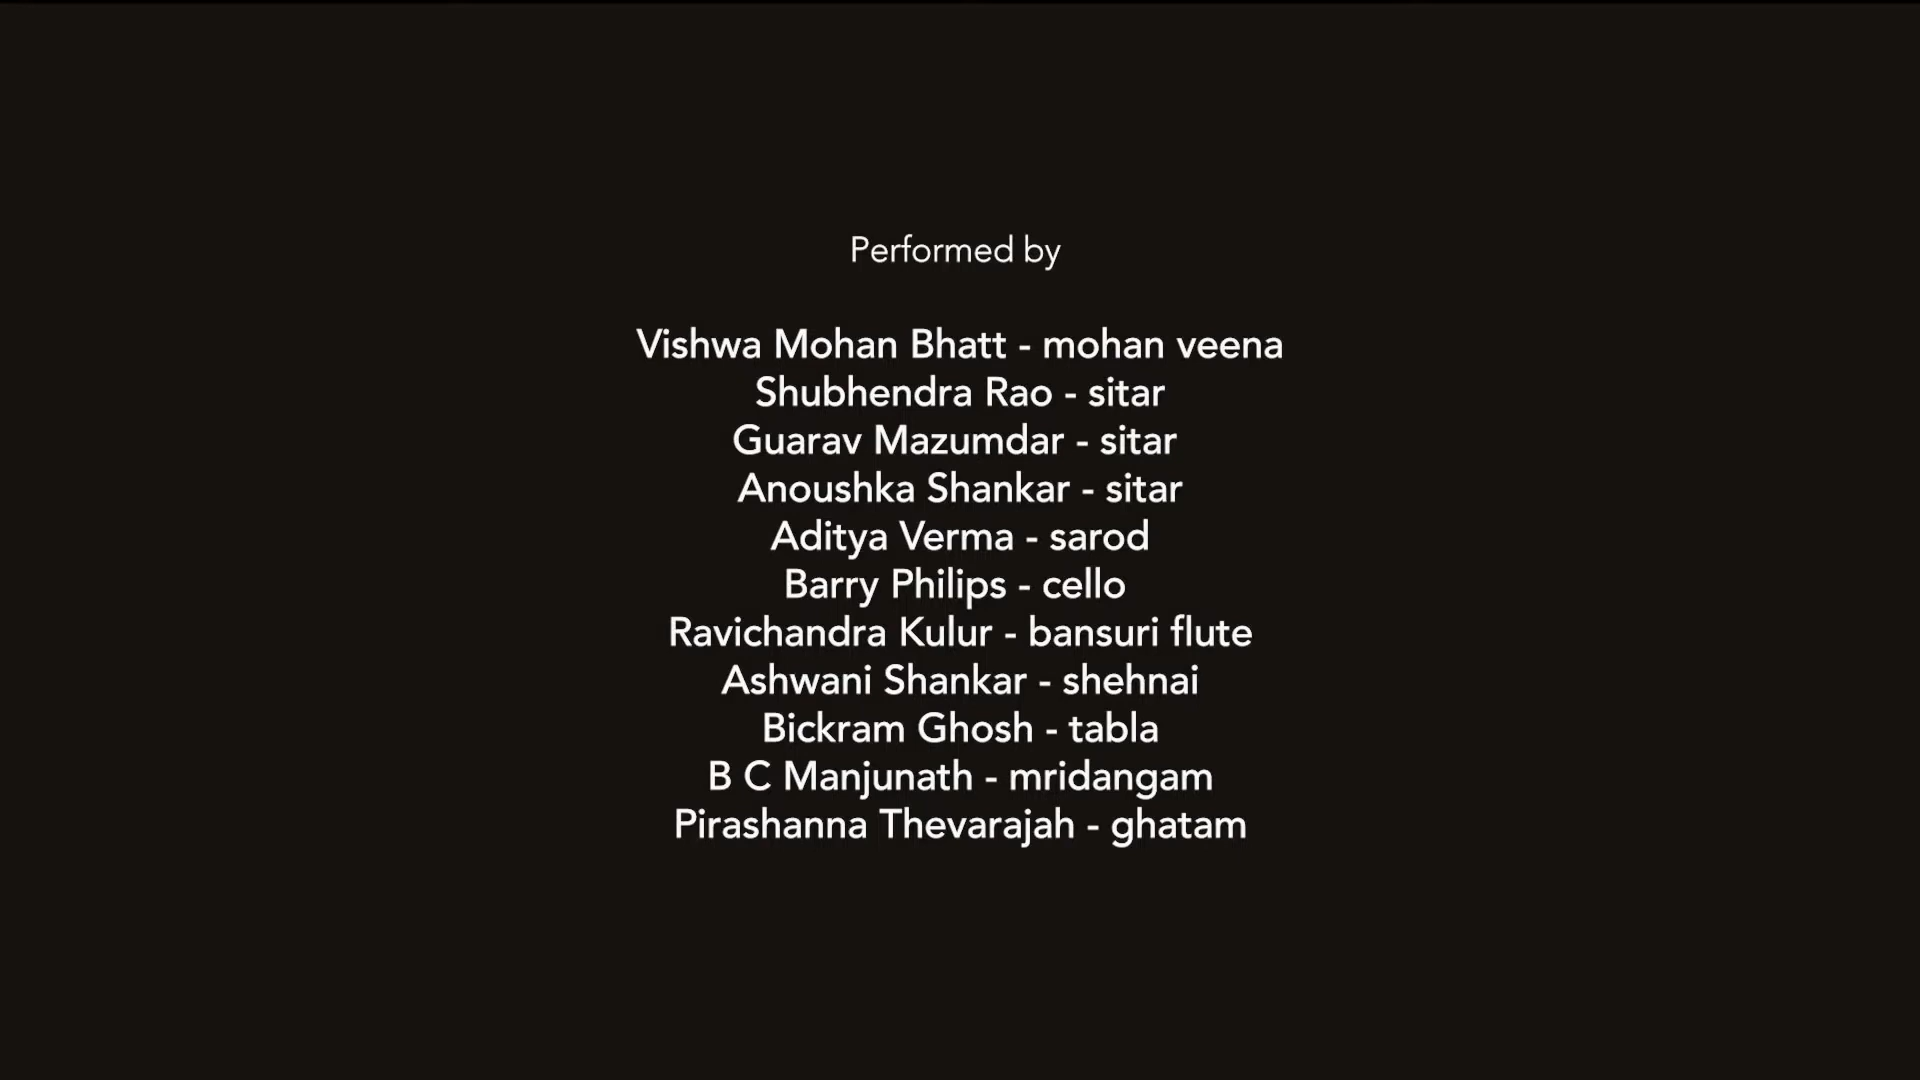 Performed by
Vishwa Mohan Bhatt - mohan veena
Shubhendra Rao - sitar
Guarav Mazumdar - sitar
Anoushka Shankar - sitar
Aditya Verma - sarod
Barry Philips - cello
Ravichandra Kulur - bansuri flute
Ashwani Shankar - shehnai
Bickram Ghosh - tabla
B C Manjunath - mridangam
Pirashanna Thevarajah - ghatam